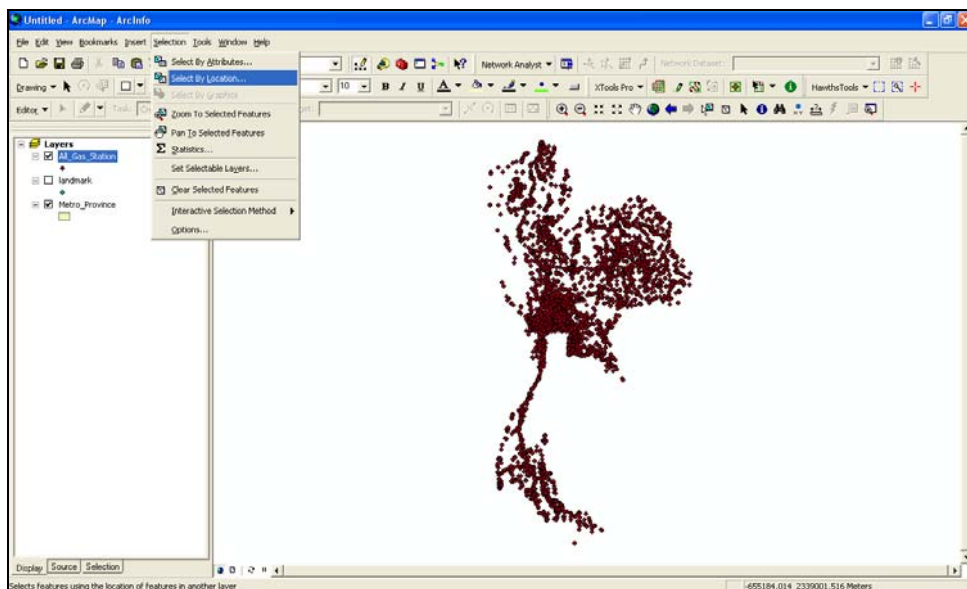 Untitled - ArcMap - ArcInfo
File Edit View Bookmarks Insert Selection Tools Window Help
Network Analyst Network Dataset:
Drawing 10 B I U A XTools Pro HawthsTools
Editor Task:
Select By Attributes...
Select By Location...
Select By Graphics
Zoom To Selected Features
Pan To Selected Features
Statistics...
Set Selectable Layers...
Clear Selected Features
Interactive Selection Method
Options...
Layers
All_Gas_Station
landmark
Metro_Province
Display Source Selection
Selects features using the location of features in another layer
-655184.014 2339001.516 Meters